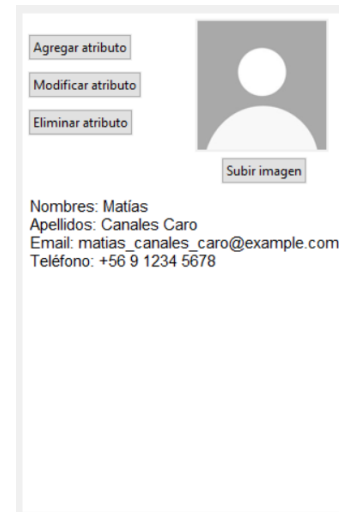 Agregar atributo
Modificar atributo
Eliminar atributo
Subir imagen
Nombres: Matías
Apellidos: Canales Caro
Email: matias_canales_caro@example.com
Teléfono: +56 9 1234 5678